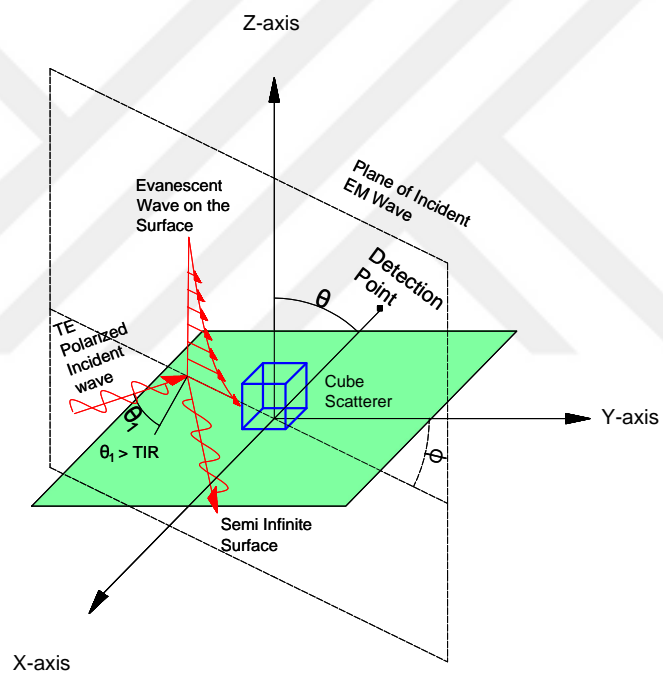 Z-axis
Plane of Incident
EM Wave
Evanescent
Wave on the
Surface
Detection
Point
θ
TE
Polarized
Incident
wave
Cube
Scatterer
Y-axis
θ₁
θ₁ > TIR
Φ
Semi Infinite
Surface
X-axis